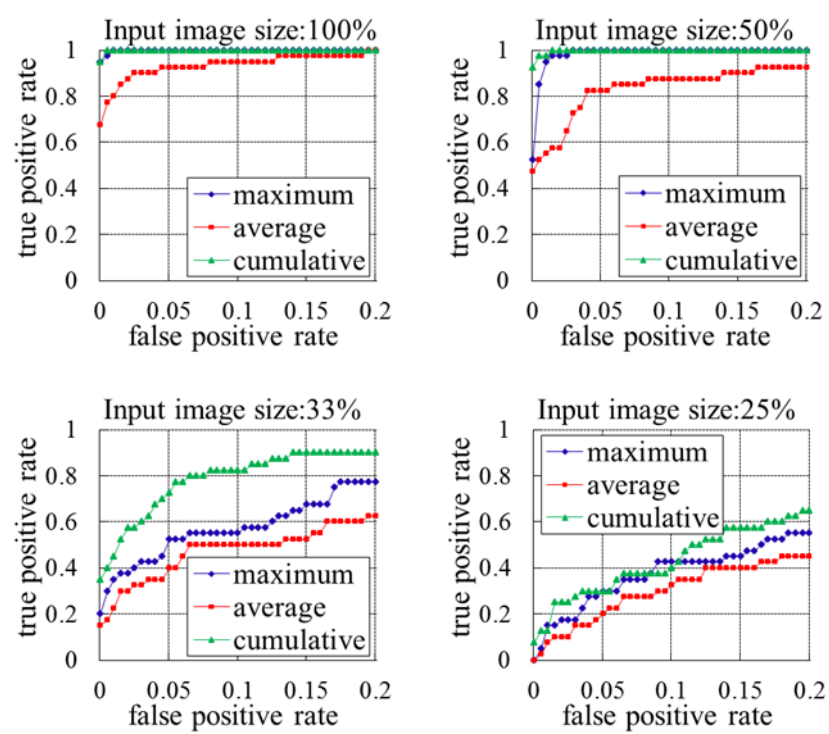 Input image size:100%
true positive rate
1
0.8
0.6
0.4
0.2
0
maximum
average
cumulative
0 0.05 0.1 0.15 0.2
false positive rate
Input image size:50%
true positive rate
1
0.8
0.6
0.4
0.2
0
maximum
average
cumulative
0 0.05 0.1 0.15 0.2
false positive rate
Input image size:33%
true positive rate
1
0.8
0.6
0.4
0.2
0
maximum
average
cumulative
0 0.05 0.1 0.15 0.2
false positive rate
Input image size:25%
true positive rate
1
0.8
0.6
0.4
0.2
0
maximum
average
cumulative
0 0.05 0.1 0.15 0.2
false positive rate